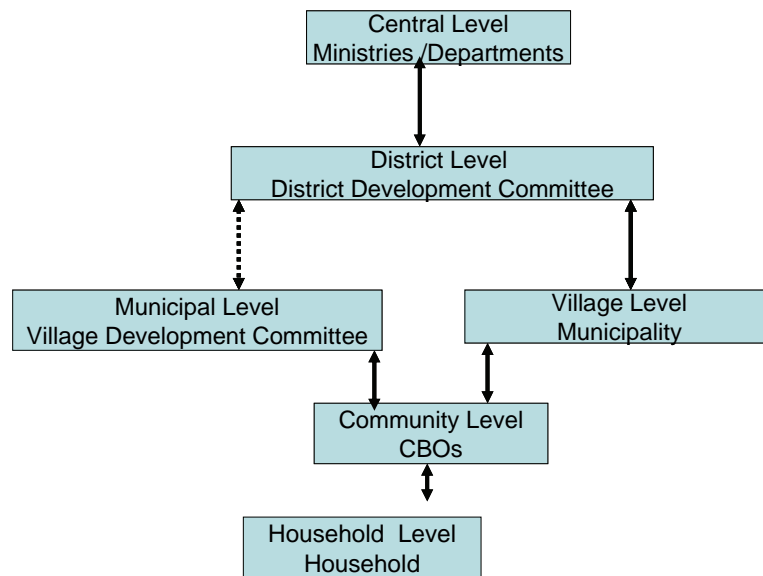 Central Level
Ministries /Departments
District Level
District Development Committee
Municipal Level
Village Development Committee
Village Level
Municipality
Community Level
CBOs
Household  Level
Household